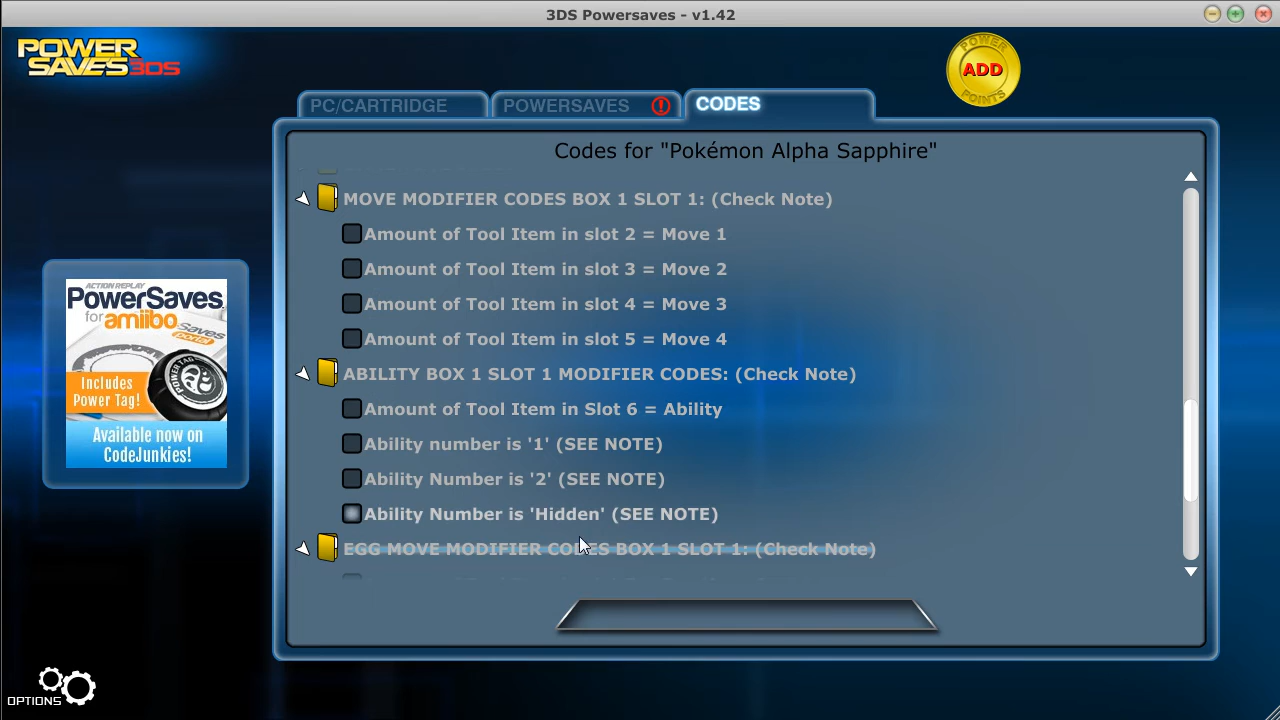 3DS Powersaves - v1.42
POWER SAVES 3DS
POWER
ADD
POINTS
PC/CARTRIDGE
POWERSAVES
CODES
Codes for "Pokémon Alpha Sapphire"
MOVE MODIFIER CODES BOX 1 SLOT 1: (Check Note)
Amount of Tool Item in slot 2 = Move 1
Amount of Tool Item in slot 3 = Move 2
Amount of Tool Item in slot 4 = Move 3
Amount of Tool Item in slot 5 = Move 4
ABILITY BOX 1 SLOT 1 MODIFIER CODES: (Check Note)
Amount of Tool Item in Slot 6 = Ability
Ability number is '1' (SEE NOTE)
Ability Number is '2' (SEE NOTE)
Ability Number is 'Hidden' (SEE NOTE)
EGG MOVE MODIFIER CODES BOX 1 SLOT 1: (Check Note)
ACTION REPLAY
PowerSaves
for amiibo
Saves
portal
POWER TAG
Includes
Power Tag!
Available now on
CodeJunkies!
OPTIONS